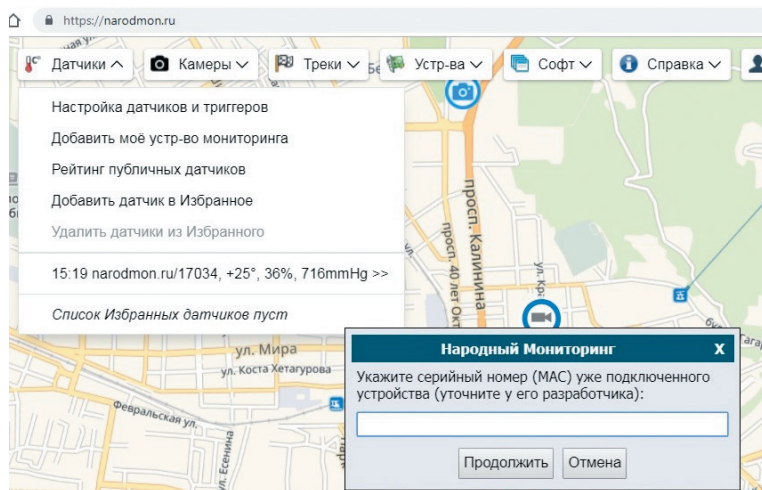 https://narodmon.ru
Датчики
Камеры
Треки
Устр-ва
Софт
Справка
Настройка датчиков и триггеров
Добавить моё устр-во мониторинга
Рейтинг публичных датчиков
Добавить датчик в Избранное
Удалить датчики из Избранного
15:19 narodmon.ru/17034, +25°, 36%, 716mmHg >>
Список Избранных датчиков пуст
просп. Калинина
просп. 40 лет Окт
ул. Кра
ул. Мира
ул. Коста Хетагурова
Февральская ул.
ул. Есенина
Народный Мониторинг X
Укажите серийный номер (MAC) уже подключенного
устройства (уточните у его разработчика):
Продолжить Отмена